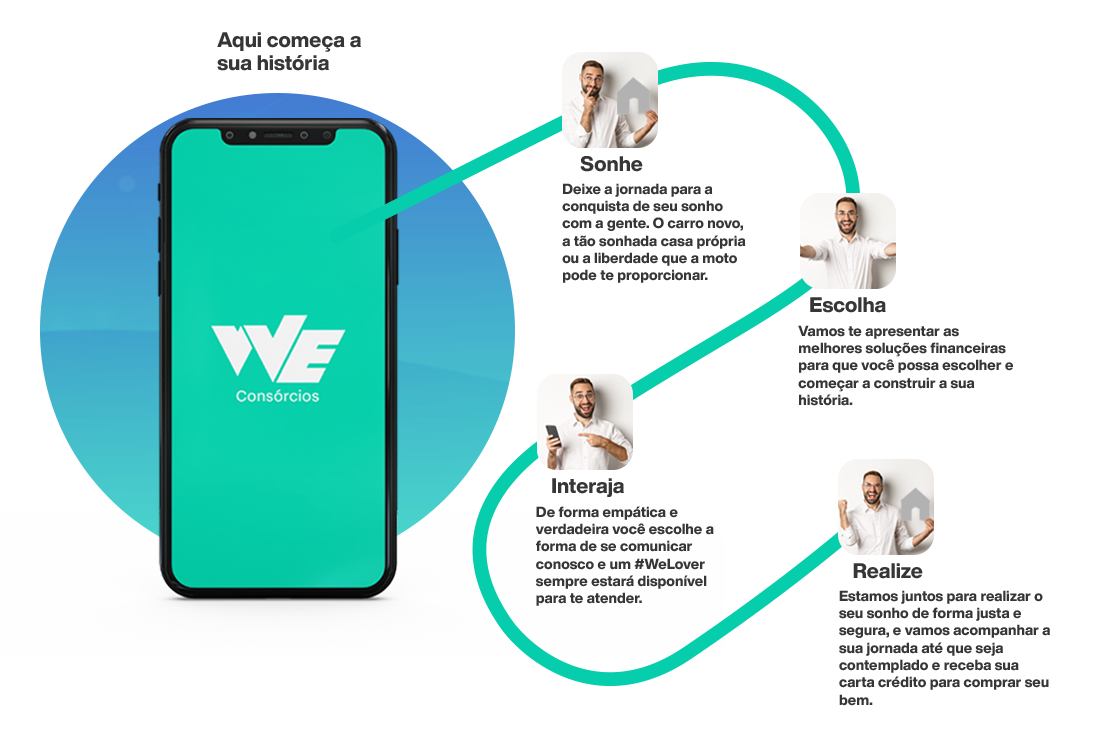 Aqui começa a
sua história
WE
Consórcios
Sonhe
Deixe a jornada para a
conquista de seu sonho
com a gente. O carro novo,
a tão sonhada casa própria
ou a liberdade que a moto
pode te proporcionar.
Escolha
Vamos te apresentar as
melhores soluções financeiras
para que você possa escolher e
começar a construir a sua
história.
Interaja
De forma empática e
verdadeira você escolhe a
forma de se comunicar
conosco e um #WeLover
sempre estará disponível
para te atender.
Realize
Estamos juntos para realizar o
seu sonho de forma justa e
segura, e vamos acompanhar a
sua jornada até que seja
contemplado e receba sua
carta crédito para comprar seu
bem.